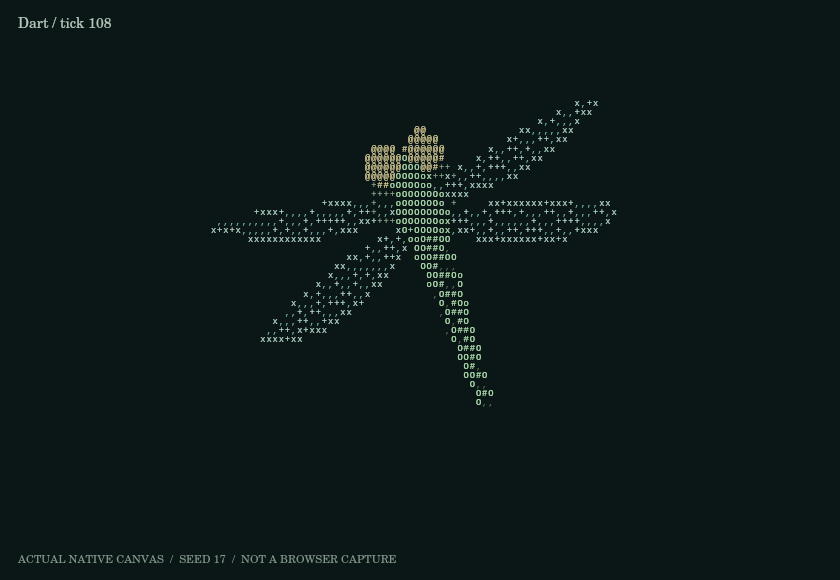 Dart / tick 108
ACTUAL NATIVE CANVAS / SEED 17 / NOT A BROWSER CAPTURE